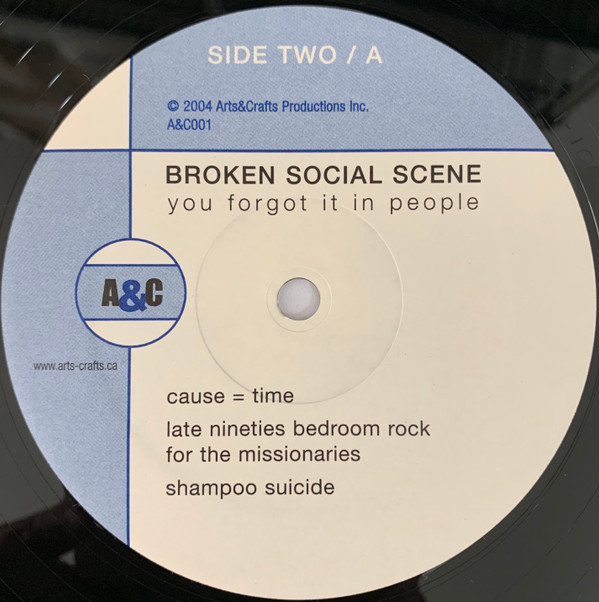 SIDE TWO / A
© 2004 Arts&Crafts Productions Inc.
A&C001
BROKEN SOCIAL SCENE
you forgot it in people
A&C
www.arts-crafts.ca
cause = time
late nineties bedroom rock
for the missionaries
shampoo suicide